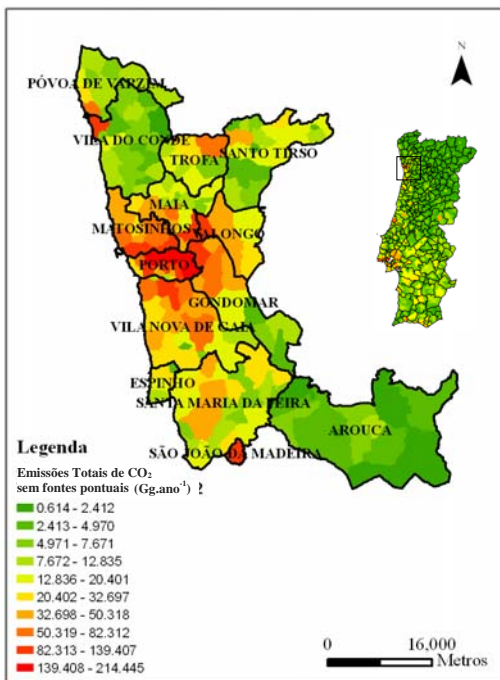 N
PÓVOA DE VARZIM
VILA DO CONDE
TROFA
SANTO TIRSO
MAIA
MATOSINHOS
VALONGO
PORTO
GONDOMAR
VILA NOVA DE GAIA
ESPINHO
SANTA MARIA DA FEIRA
AROUCA
SÃO JOÃO DA MADEIRA
Legenda
Emissões Totais de CO₂
sem fontes pontuais (Gg.ano⁻¹) 2
0.614 - 2.412
2.413 - 4.970
4.971 - 7.671
7.672 - 12.835
12.836 - 20.401
20.402 - 32.697
32.698 - 50.318
50.319 - 82.312
82.313 - 139.407
139.408 - 214.445
0 16,000
Metros